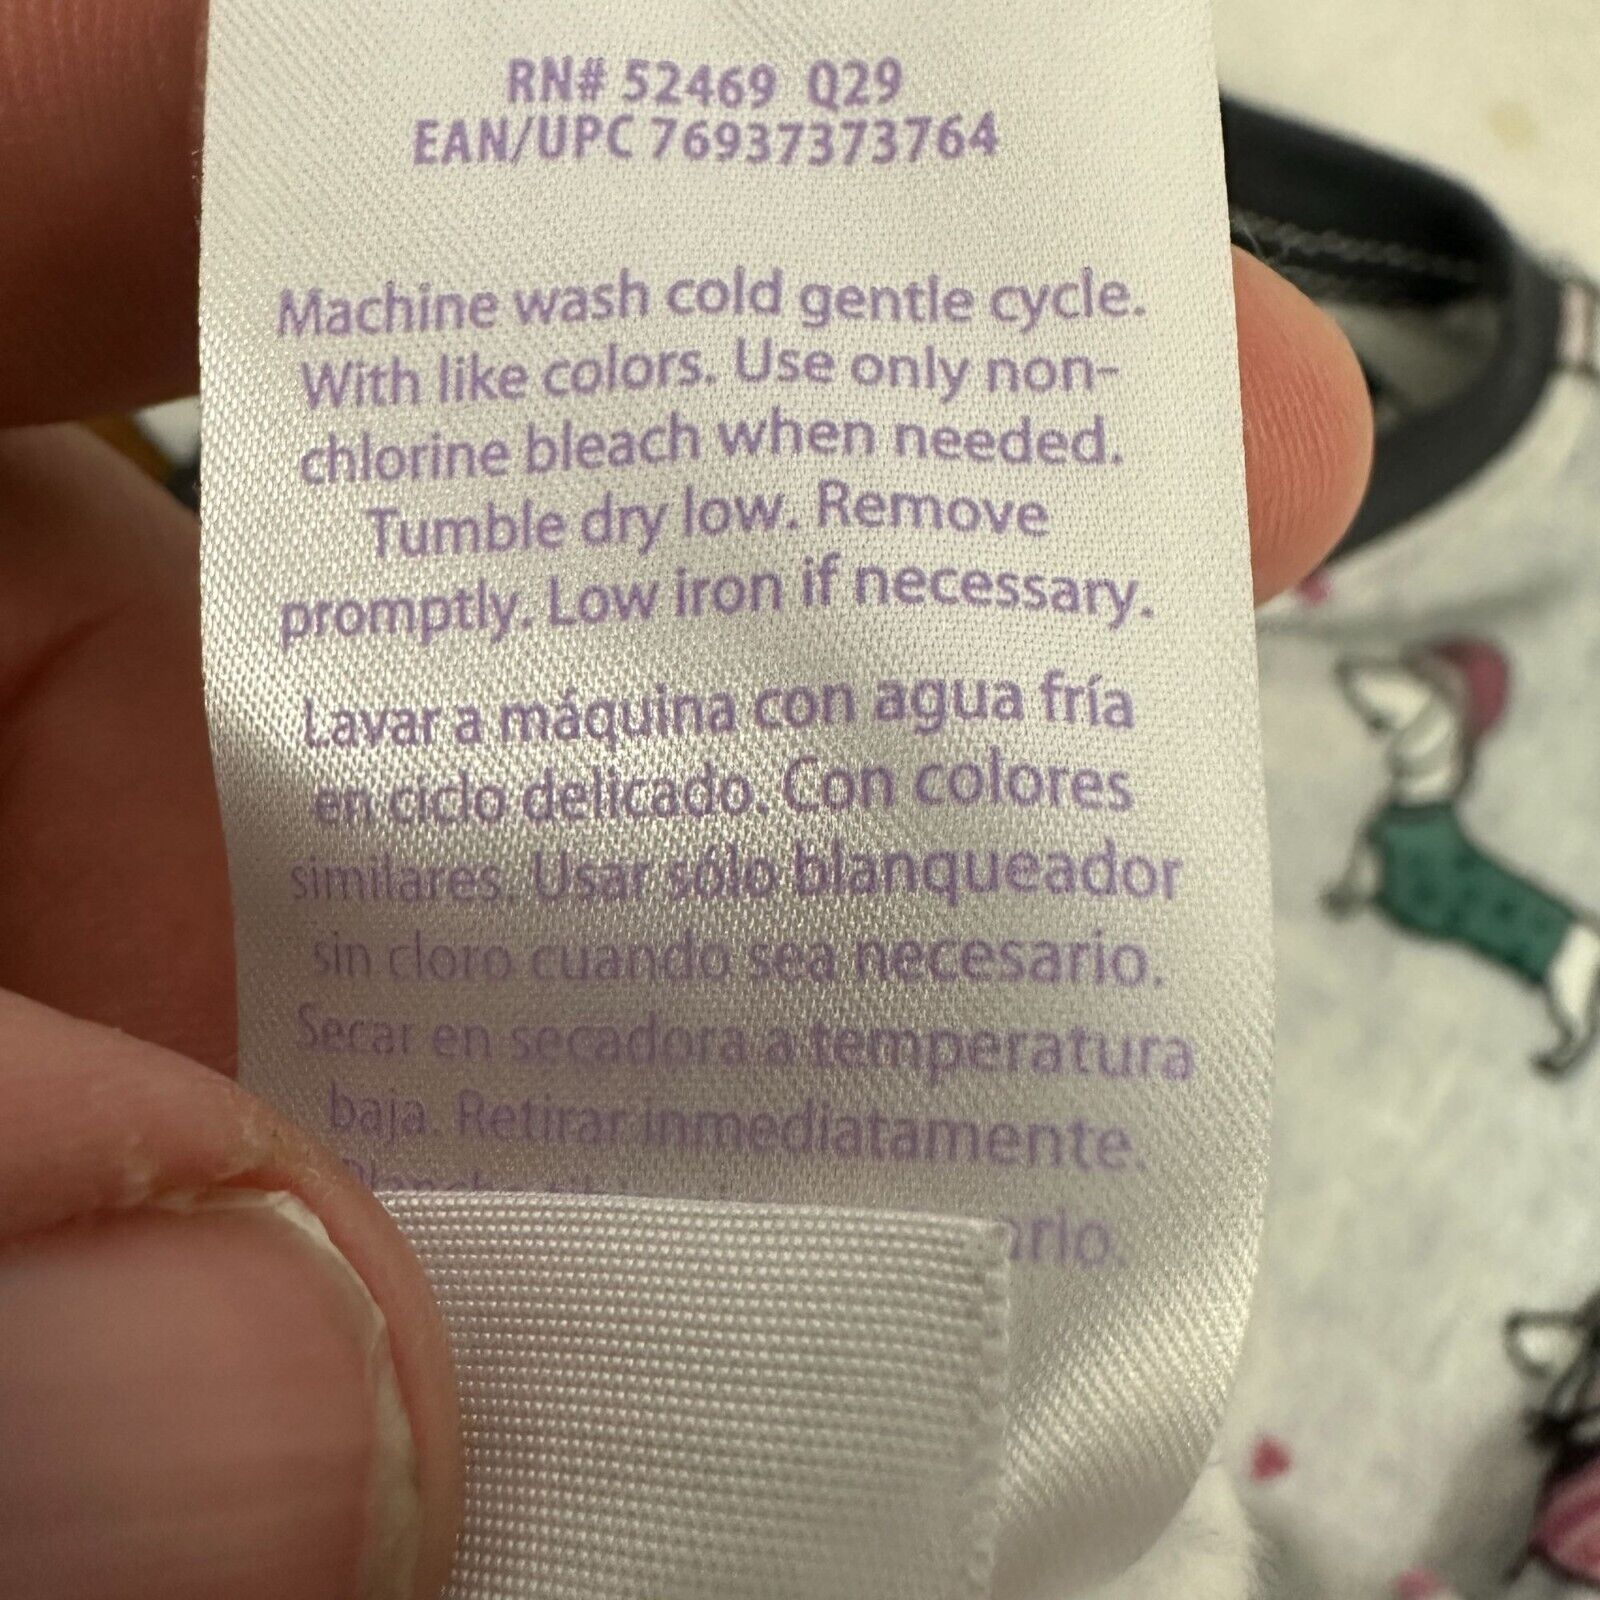 RN# 52469 Q29
EAN/UPC 76937373764
Machine wash cold gentle cycle.
With like colors. Use only non-
chlorine bleach when needed.
Tumble dry low. Remove
promptly. Low iron if necessary.
Lavar a máquina con agua fría
en ciclo delicado. Con colores
similares. Usar sólo blanqueador
sin cloro cuando sea necesario.
Secar en secadora a temperatura
baja. Retirar inmediatamente.